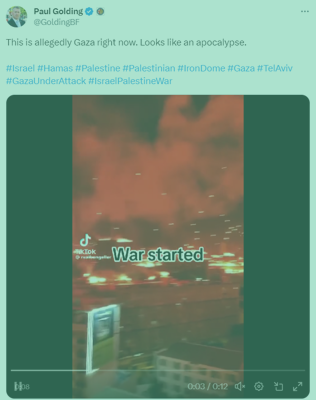 Paul Golding
@GoldingBF
This is allegedly Gaza right now. Looks like an apocalypse.
#Israel #Hamas #Palestine #Palestinian #IronDome #Gaza #TelAviv
#GazaUnderAttack #IsraelPalestineWar
War started
0:03 / 0:12